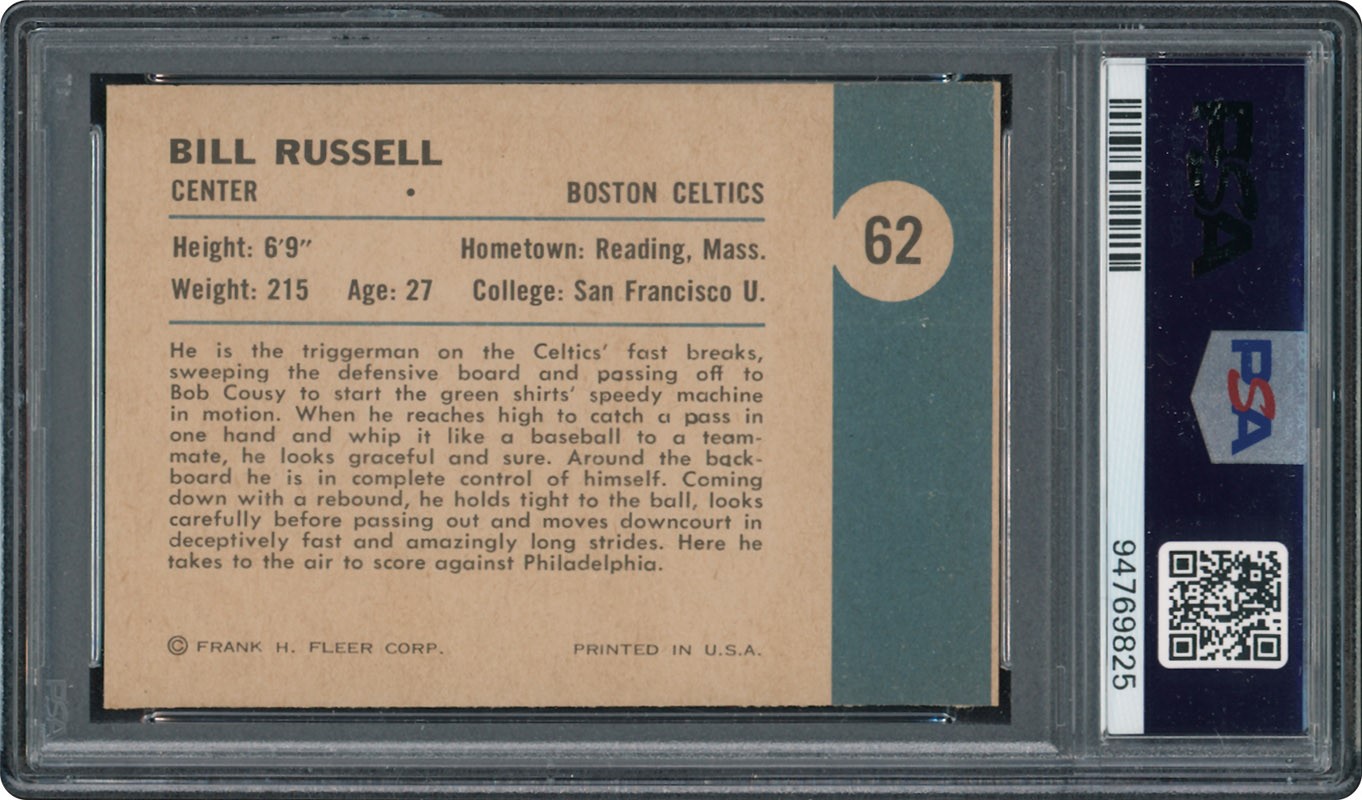 BILL RUSSELL
CENTER • BOSTON CELTICS
Height: 6′9″ Hometown: Reading, Mass.
Weight: 215 Age: 27 College: San Francisco U.
62
He is the triggerman on the Celtics’ fast breaks,
sweeping the defensive board and passing off to
Bob Cousy to start the green shirts’ speedy machine
in motion. When he reaches high to catch a pass in
one hand and whip it like a baseball to a team-
mate, he looks graceful and sure. Around the back-
board he is in complete control of himself. Coming
down with a rebound, he holds tight to the ball, looks
carefully before passing out and moves downcourt in
deceptively fast and amazingly long strides. Here he
takes to the air to score against Philadelphia.
© FRANK H. FLEER CORP. PRINTED IN U.S.A.
PSA
PSA
94769825
PSA